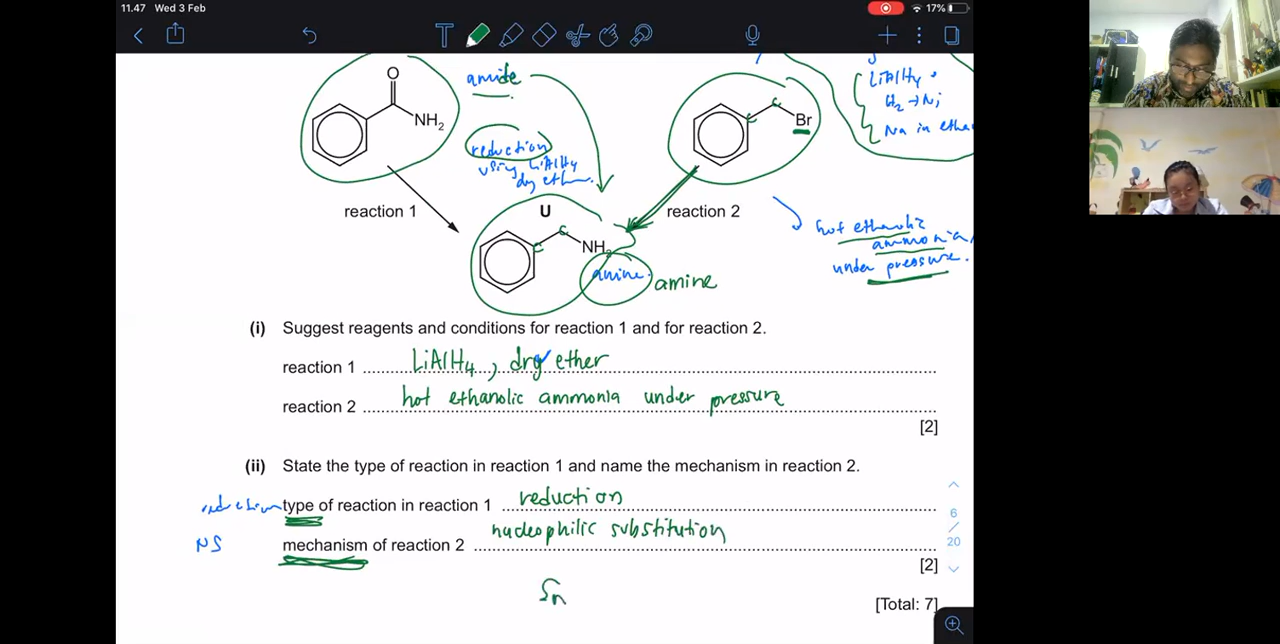 11.47 Wed 3 Feb
17%
T
O
NH2
amide
reduction
using LiAlH4
dry ether.
Br
LiAlH4
H2 → Ni
Na in etha
reaction 1
U
reaction 2
NH2
amine.
amine
hot ethanolic
ammonia,
under pressure.
(i) Suggest reagents and conditions for reaction 1 and for reaction 2.
reaction 1 LiAlH4, dry ether
reaction 2 hot ethanolic ammonia under pressure
[2]
(ii) State the type of reaction in reaction 1 and name the mechanism in reaction 2.
reduction type of reaction in reaction 1 reduction
NS mechanism of reaction 2 nucleophilic substitution
[2]
Sn
[Total: 7]
6
/
20